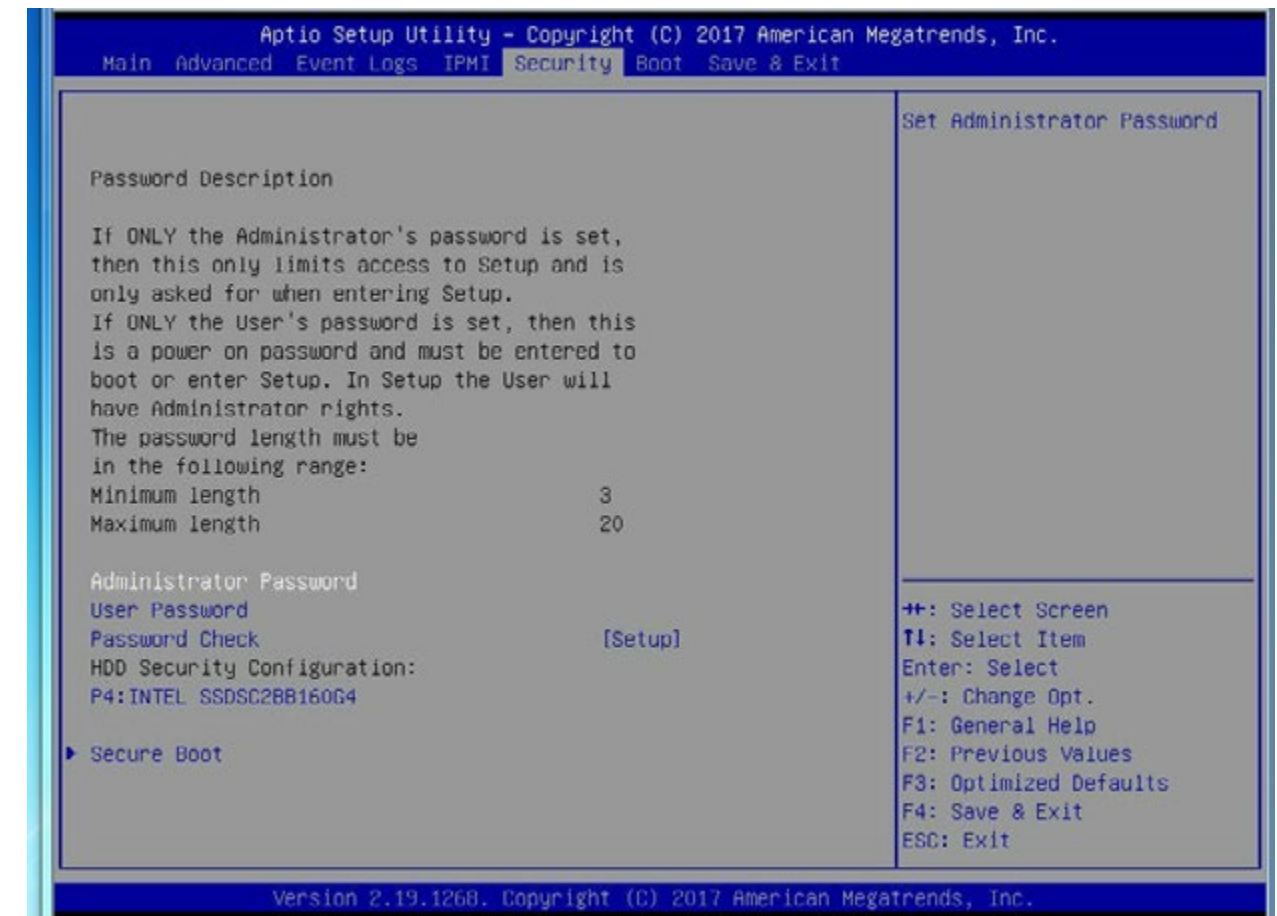 Aptio Setup Utility – Copyright (C) 2017 American Megatrends, Inc.
Main Advanced Event Logs IPMI Security Boot Save & Exit
Set Administrator Password
Password Description
If ONLY the Administrator's password is set,
then this only limits access to Setup and is
only asked for when entering Setup.
If ONLY the User's password is set, then this
is a power on password and must be entered to
boot or enter Setup. In Setup the User will
have Administrator rights.
The password length must be
in the following range:
Minimum length 3
Maximum length 20
Administrator Password
User Password
Password Check [Setup]
HDD Security Configuration:
P4:INTEL SSDSC2BB160G4
Secure Boot
→←: Select Screen
↑↓: Select Item
Enter: Select
+/-: Change Opt.
F1: General Help
F2: Previous Values
F3: Optimized Defaults
F4: Save & Exit
ESC: Exit
Version 2.19.1268. Copyright (C) 2017 American Megatrends, Inc.